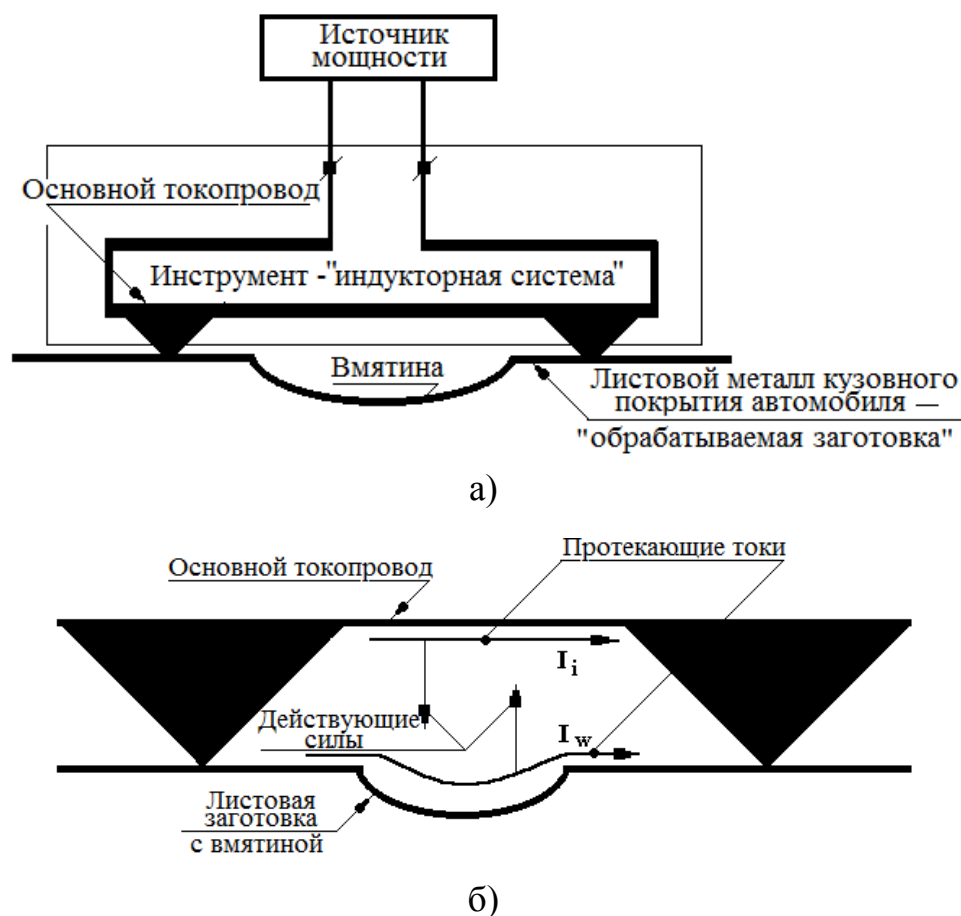 Источник
мощности
Основной токопровод
Инструмент -"индукторная система"
Вмятина
Листовой металл кузовного
покрытия автомобиля —
"обрабатываемая заготовка"
а)
Протекающие токи
Основной токопровод
I i
Действующие
силы
I w
Листовая
заготовка
с вмятиной
б)